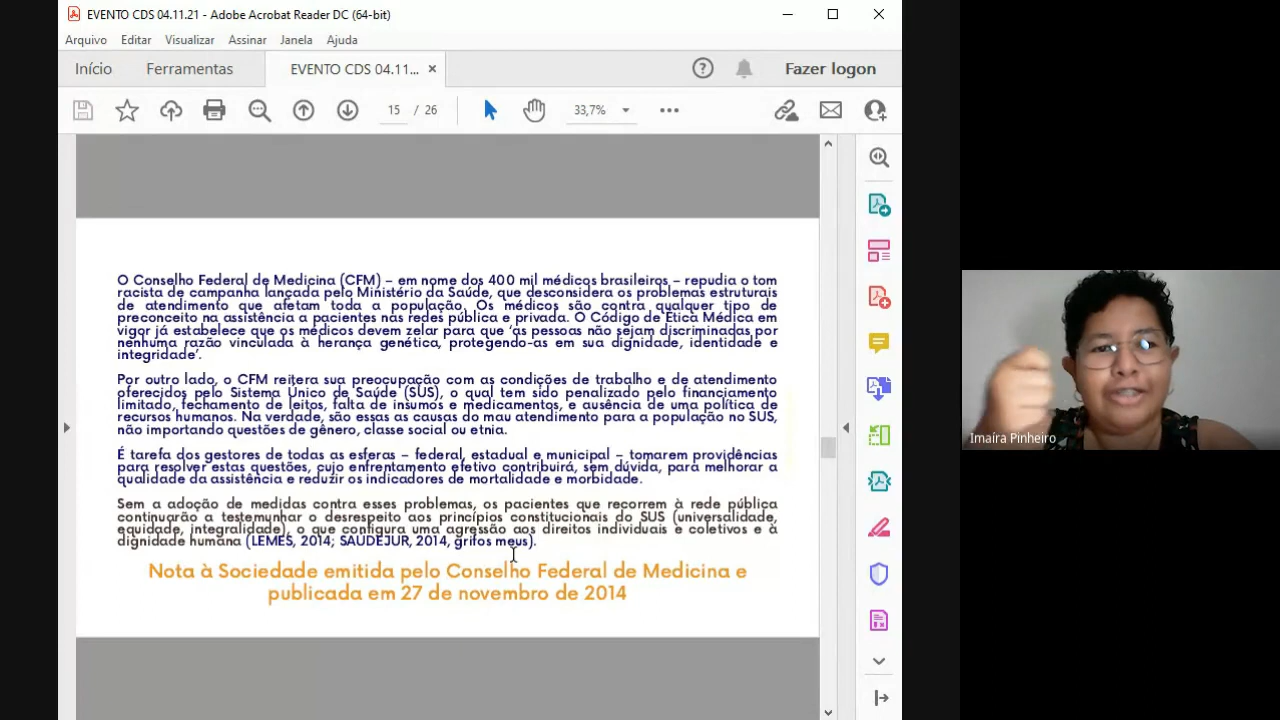 EVENTO CDS 04.11.21 - Adobe Acrobat Reader DC (64-bit)
Arquivo Editar Visualizar Assinar Janela Ajuda
Início Ferramentas EVENTO CDS 04.11... × Fazer logon
15 / 26 33,7%
O Conselho Federal de Medicina (CFM) – em nome dos 400 mil médicos brasileiros – repudia o tom
racista de campanha lançada pelo Ministério da Saúde, que desconsidera os problemas estruturais
de atendimento que afetam toda a população. Os médicos são contra qualquer tipo de
preconceito na assistência a pacientes nas redes pública e privada. O Código de Ética Médica em
vigor já estabelece que os médicos devem zelar para que ‘as pessoas não sejam discriminadas por
nenhuma razão vinculada à herança genética, protegendo-as em sua dignidade, identidade e
integridade’.
Por outro lado, o CFM reitera sua preocupação com as condições de trabalho e de atendimento
oferecidos pelo Sistema Único de Saúde (SUS), o qual tem sido penalizado pelo financiamento
limitado, fechamento de leitos, falta de insumos e medicamentos, e ausência de uma política de
recursos humanos. Na verdade, são essas as causas do mau atendimento para a população no SUS,
não importando questões de gênero, classe social ou etnia.
É tarefa dos gestores de todas as esferas – federal, estadual e municipal – tomarem providências
para resolver estas questões, cujo enfrentamento efetivo contribuirá, sem dúvida, para melhorar a
qualidade da assistência e reduzir os indicadores de mortalidade e morbidade.
Sem a adoção de medidas contra esses problemas, os pacientes que recorrem à rede pública
continuarão a testemunhar o desrespeito aos princípios constitucionais do SUS (universalidade,
equidade, integralidade), o que configura uma agressão aos direitos individuais e coletivos e à
dignidade humana (LEMES, 2014; SAUDEJUR, 2014, grifos meus).
Nota à Sociedade emitida pelo Conselho Federal de Medicina e
publicada em 27 de novembro de 2014
Imaíra Pinheiro